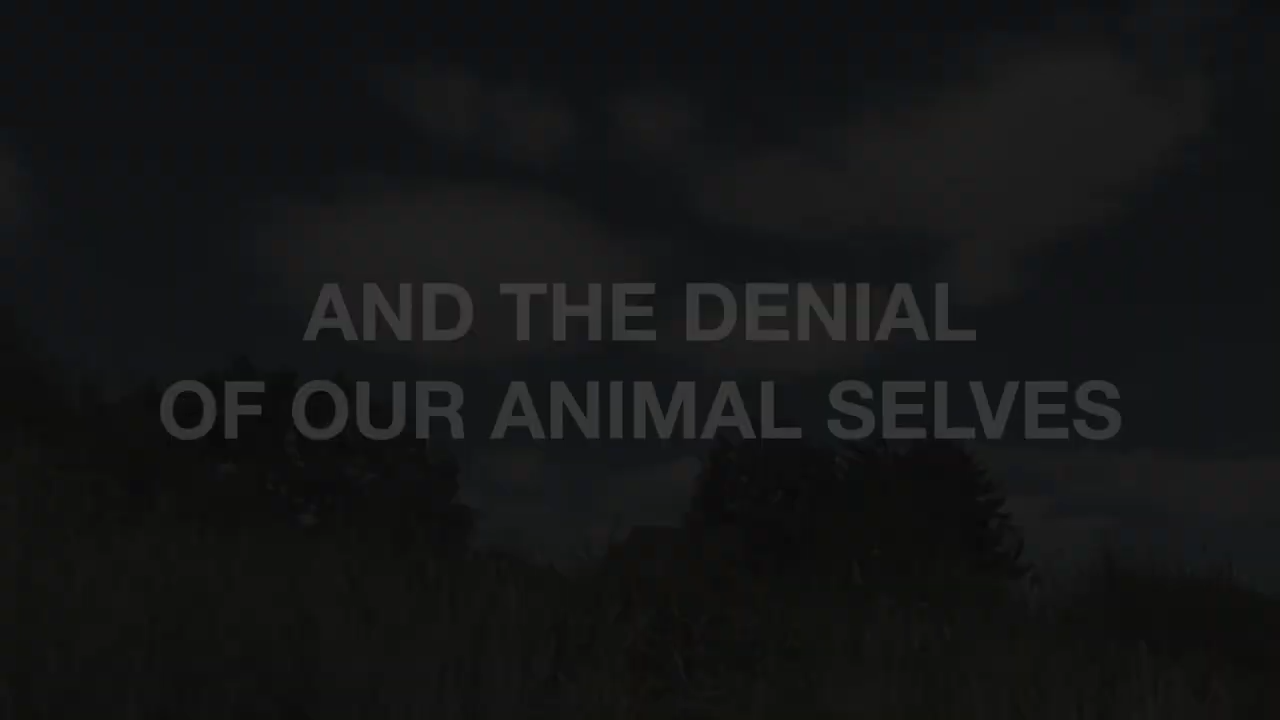 AND THE DENIAL
OF OUR ANIMAL SELVES